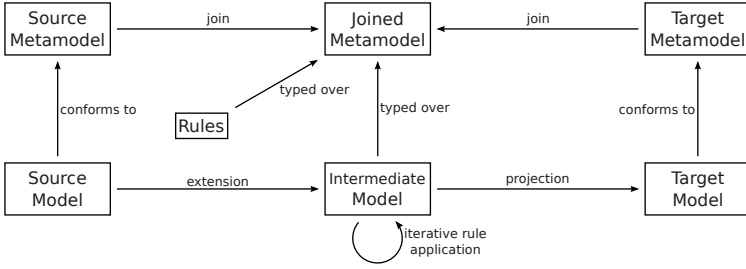 Source
Metamodel
join
Joined
Metamodel
join
Target
Metamodel
conforms to
typed over
Rules
typed over
conforms to
Source
Model
extension
Intermediate
Model
projection
Target
Model
iterative rule
application